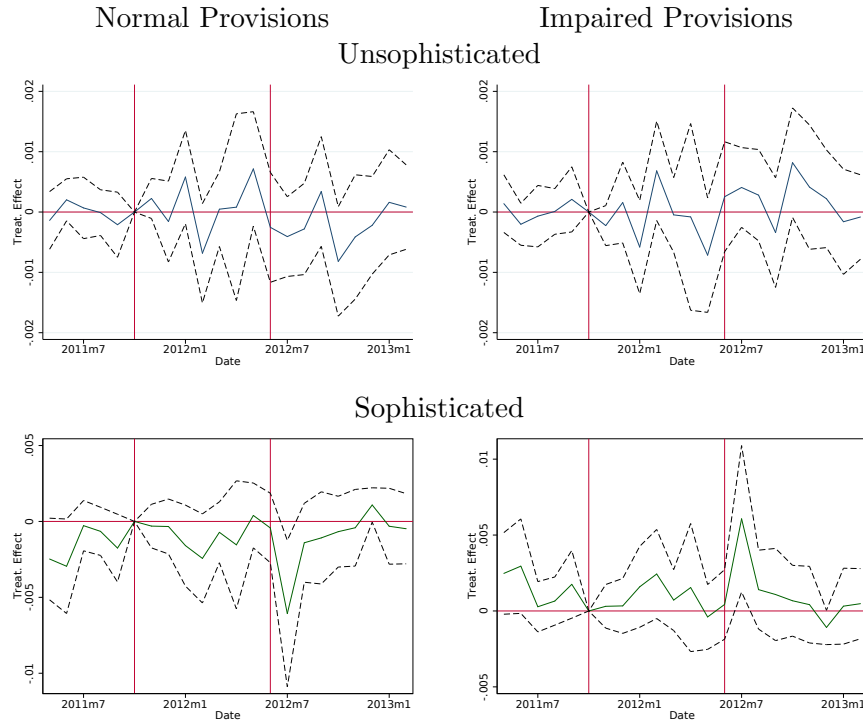 Normal Provisions Impaired Provisions
Unsophisticated
Treat. Effect
.002
.001
0
-.001
-.002
2011m7 2012m1 2012m7 2013m1
Date
Treat. Effect
.002
.001
0
-.001
-.002
2011m7 2012m1 2012m7 2013m1
Date
Sophisticated
Treat. Effect
.005
0
-.005
-.01
2011m7 2012m1 2012m7 2013m1
Date
Treat. Effect
.01
.005
0
-.005
2011m7 2012m1 2012m7 2013m1
Date